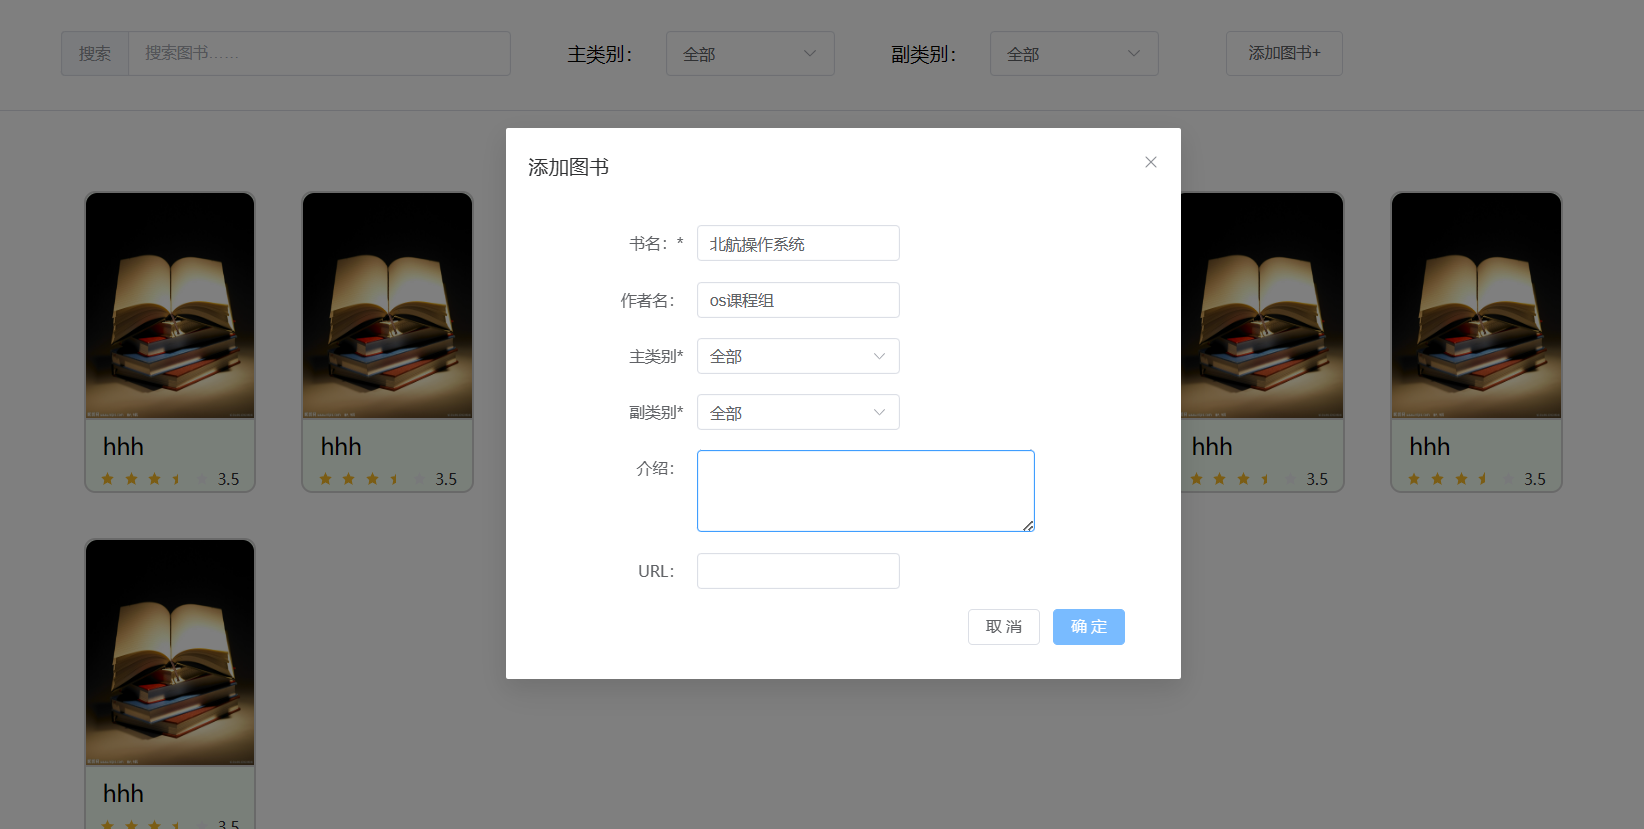 搜索 搜索图书…… 主类别： 全部 副类别： 全部 添加图书+
添加图书
书名：* 北航操作系统
作者名： os课程组
主类别* 全部
副类别* 全部
介绍：
URL：
取 消 确 定
hhh hhh hhh hhh
3.5 3.5 3.5 3.5
hhh
3.5